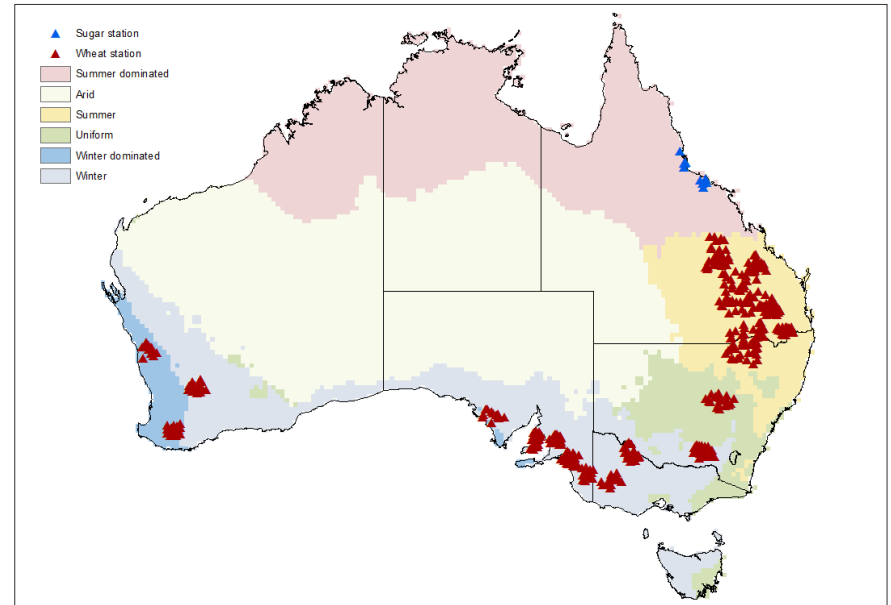 Sugar station
Wheat station
Summer dominated
Arid
Summer
Uniform
Winter dominated
Winter